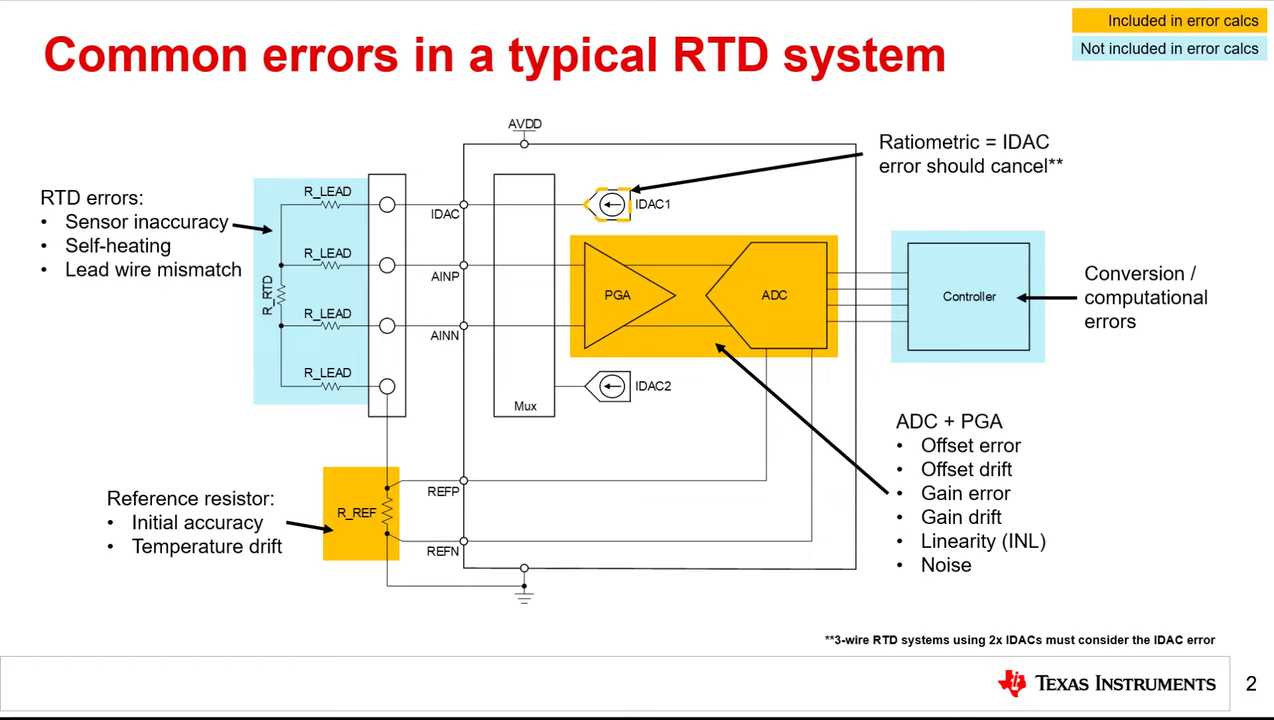 Included in error calcs
Not included in error calcs
Common errors in a typical RTD system
RTD errors:
• Sensor inaccuracy
• Self-heating
• Lead wire mismatch
R_LEAD
R_LEAD
R_LEAD
R_LEAD
R_RTD
AVDD
IDAC
AINP
AINN
Mux
IDAC1
PGA
ADC
IDAC2
Ratiometric = IDAC
error should cancel**
Controller
Conversion /
computational
errors
ADC + PGA
• Offset error
• Offset drift
• Gain error
• Gain drift
• Linearity (INL)
• Noise
Reference resistor:
• Initial accuracy
• Temperature drift
R_REF
REFP
REFN
**3-wire RTD systems using 2x IDACs must consider the IDAC error
TEXAS INSTRUMENTS
2